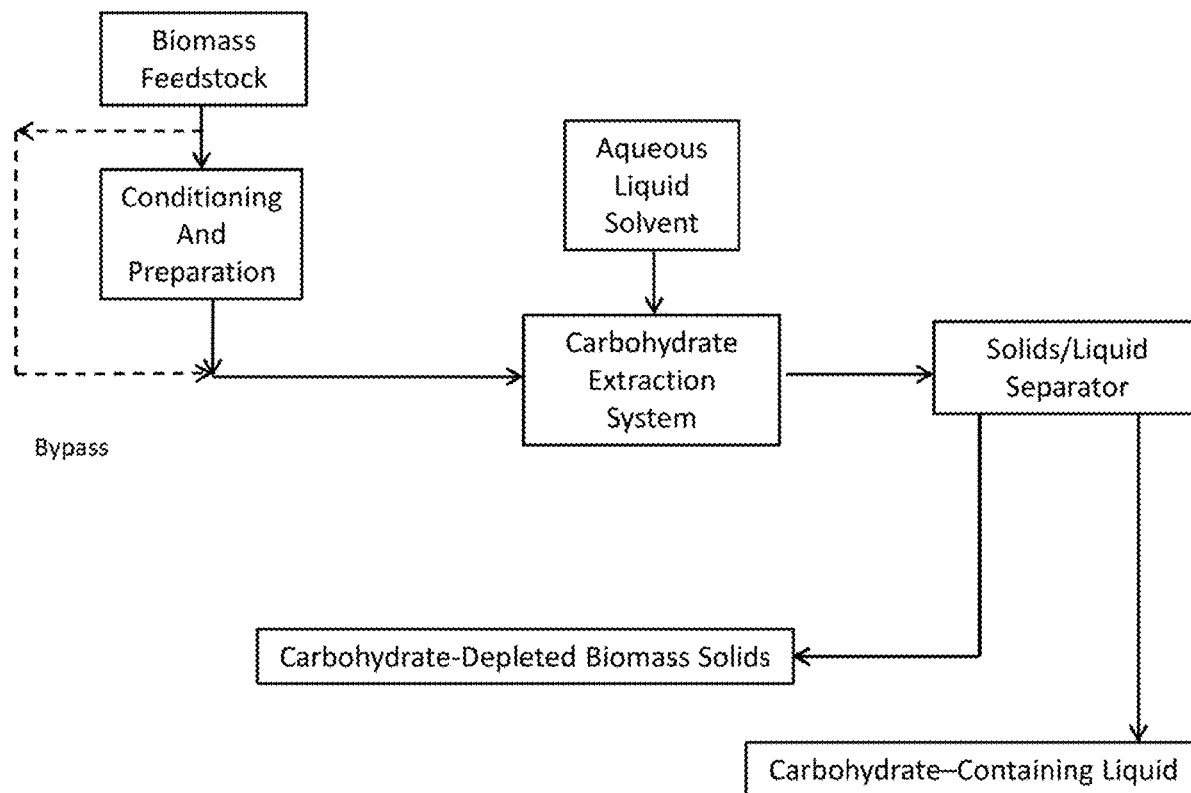 Biomass
Feedstock
Conditioning
And
Preparation
Aqueous
Liquid
Solvent
Carbohydrate
Extraction
System
Solids/Liquid
Separator
Bypass
Carbohydrate-Depleted Biomass Solids
Carbohydrate–Containing Liquid